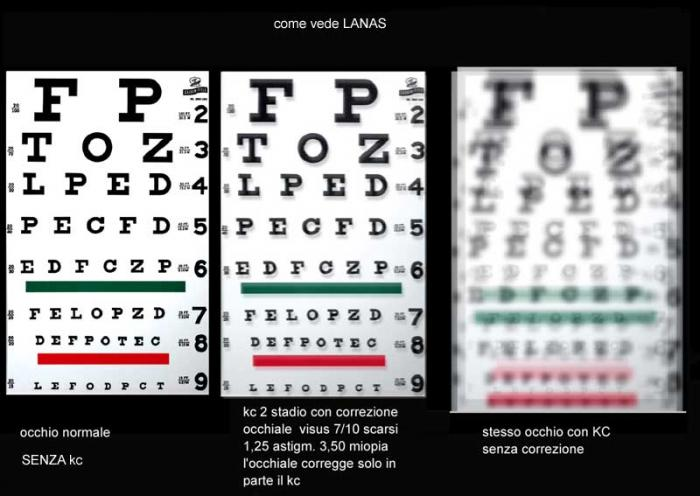 come vede LANAS
F P 2
T O Z 3
L P E D 4
P E C F D 5
E D F C Z P 6
F E L O P Z D 7
D E F P O T E C 8
L E F O D P C T 9
occhio normale
SENZA kc
F P 2
T O Z 3
L P E D 4
P E C F D 5
E D F C Z P 6
F E L O P Z D 7
D E F P O T E C 8
L E F O D P C T 9
kc 2 stadio con correzione
occhiale visus 7/10 scarsi
1,25 astigm. 3,50 miopia
l'occhiale corregge solo in
parte il kc
F P
T O Z
L P E D
P E C F D
E D F C Z P
stesso occhio con KC
senza correzione